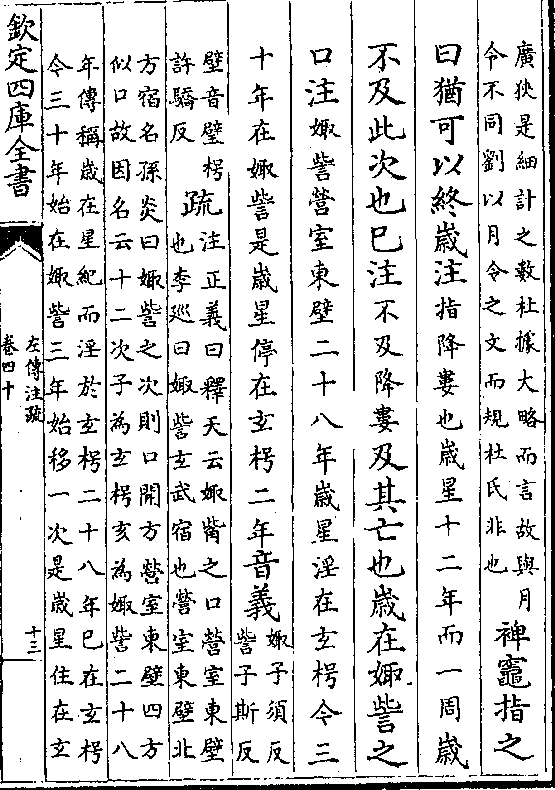 廣狹是細計之數杜據大略而言故與月
令不同劉以月令之文而規杜氏非也
裨竈指之
曰猶可以終歲注指降婁也歲星十二年而一周歲
不及此次也已注不及降婁及其亡也歲在娵訾之
口注娵訾營室東壁二十八年歲星淫在玄枵今三
十年在娵訾是歲星停在玄枵二年音義
娵子須反
訾子斯反
壁音壁枵
許驕反
疏
注正義曰釋天云娵觜之口營室東壁
也李廵曰娵訾玄武宿也營室東壁北
方宿名孫炎曰娵訾之次則口開方營室東壁四方
似口故因名云十二次子為玄枵亥為娵訾二十八
年傳稱歲在星紀而淫於玄枵二十八年已在玄枵
今三十年始在娵訾三年始移一次是歲星住在玄
欽定四庫全書
左傳注疏
卷四十
十三